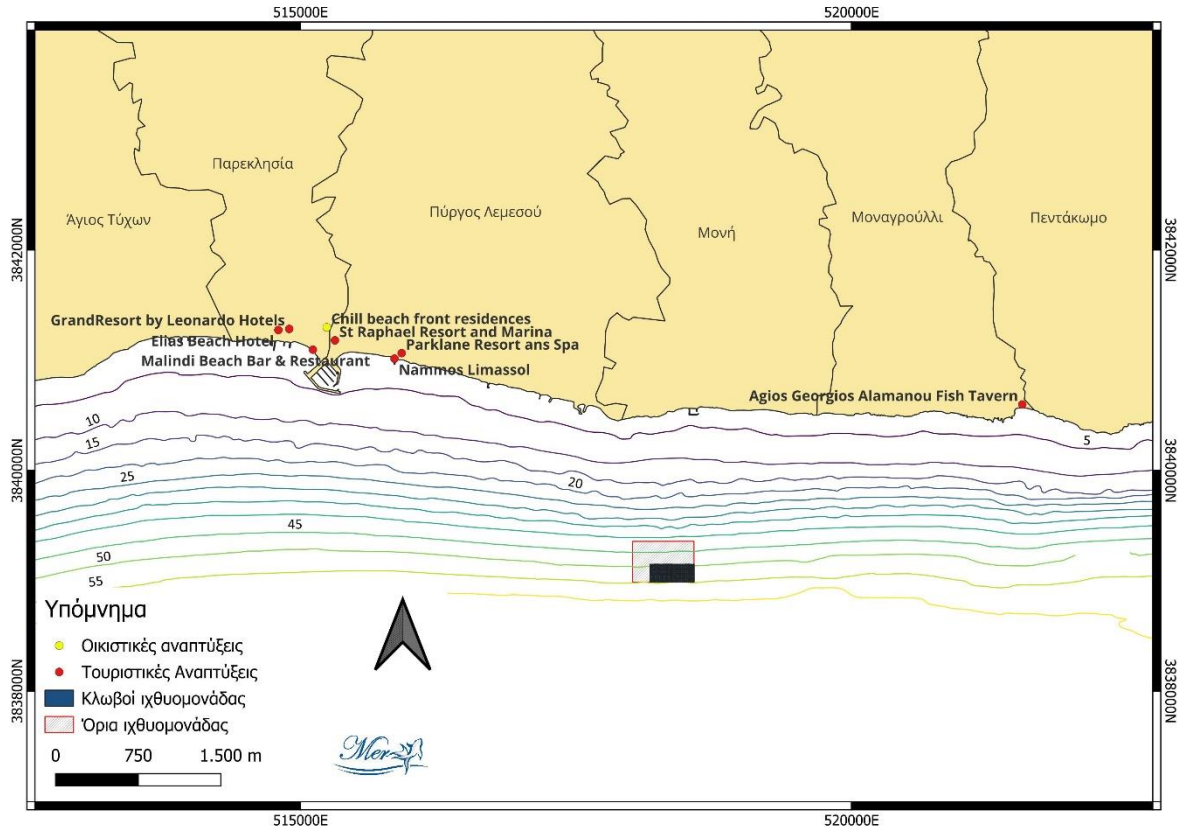 515000E
520000E
Παρεκλησία
Άγιος Τύχων
Πύργος Λεμεσού
Μονή
Μοναγρούλλι
Πεντάκωμο
3842000N
3842000N
GrandResort by Leonardo Hotels
Chill beach front residences
St Raphael Resort and Marina
Elias Beach Hotel
Parklane Resort ans Spa
Malindi Beach Bar & Restaurant
Nammos Limassol
Agios Georgios Alamanou Fish Tavern
10
5
15
3840000N
3840000N
25
20
45
50
55
Υπόμνημα
Οικιστικές αναπτύξεις
Τουριστικές Αναπτύξεις
Κλωβοί ιχθυομονάδας
Όρια ιχθυομονάδας
3838000N
3838000N
0 750 1.500 m
Mer
515000E
520000E